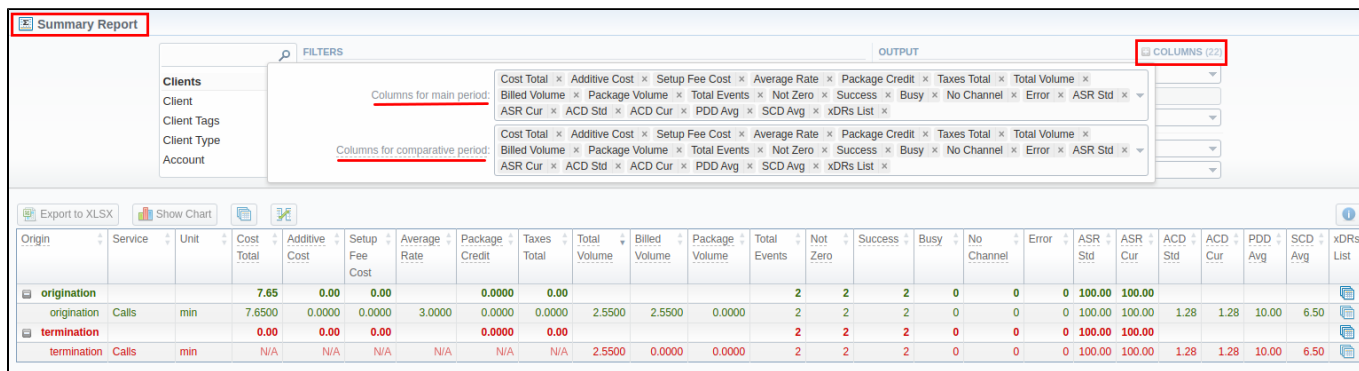 Summary Report
FILTERS OUTPUT COLUMNS (22)
Clients
Client
Client Tags
Client Type
Account
Columns for main period:
Cost Total × Additive Cost × Setup Fee Cost × Average Rate × Package Credit × Taxes Total × Total Volume ×
Billed Volume × Package Volume × Total Events × Not Zero × Success × Busy × No Channel × Error × ASR Std ×
ASR Cur × ACD Std × ACD Cur × PDD Avg × SCD Avg × xDRs List ×
Columns for comparative period:
Cost Total × Additive Cost × Setup Fee Cost × Average Rate × Package Credit × Taxes Total × Total Volume ×
Billed Volume × Package Volume × Total Events × Not Zero × Success × Busy × No Channel × Error × ASR Std ×
ASR Cur × ACD Std × ACD Cur × PDD Avg × SCD Avg × xDRs List ×
Export to XLSX Show Chart
Origin Service Unit Cost Additive Setup Average Package Taxes Total Billed Package Total Not Success Busy No Error ASR ASR ACD ACD PDD SCD xDRs
Total Cost Fee Rate Credit Total Volume Volume Volume Events Zero Channel Std Cur Std Cur Avg Avg List
Cost
origination 7.65 0.00 0.00 0.0000 0.00 2 2 2 0 0 0 100.00 100.00
origination Calls min 7.6500 0.0000 0.0000 3.0000 0.0000 0.0000 2.5500 2.5500 0.0000 2 2 2 0 0 0 100.00 100.00 1.28 1.28 10.00 6.50
termination 0.00 0.00 0.00 0.0000 0.00 2 2 2 0 0 0 100.00 100.00
termination Calls min N/A N/A N/A N/A N/A N/A 2.5500 0.0000 0.0000 2 2 2 0 0 0 100.00 100.00 1.28 1.28 10.00 6.50